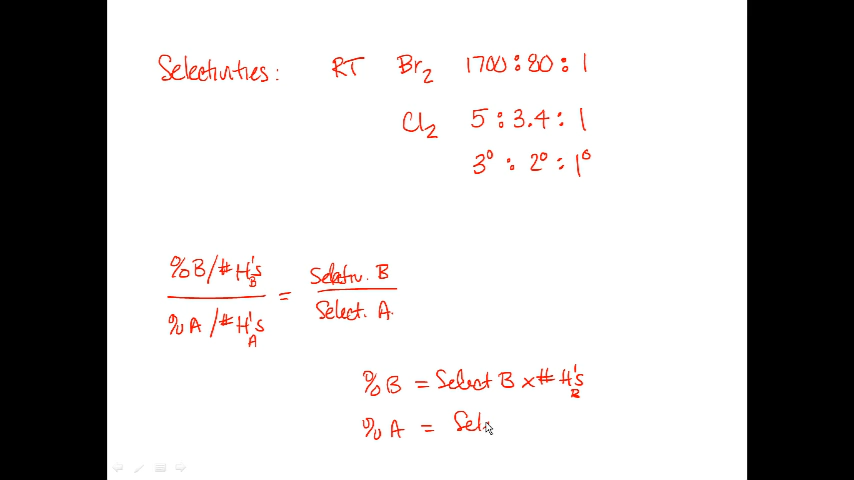 Selectivities: RT Br2 1700:80:1
Cl2 5:3.4:1
3°:2°:1°
%B/# H's B
= Selectiv. B
%A/# H's A
Select. A.
%B = Select B x # H's B
%A = Sel